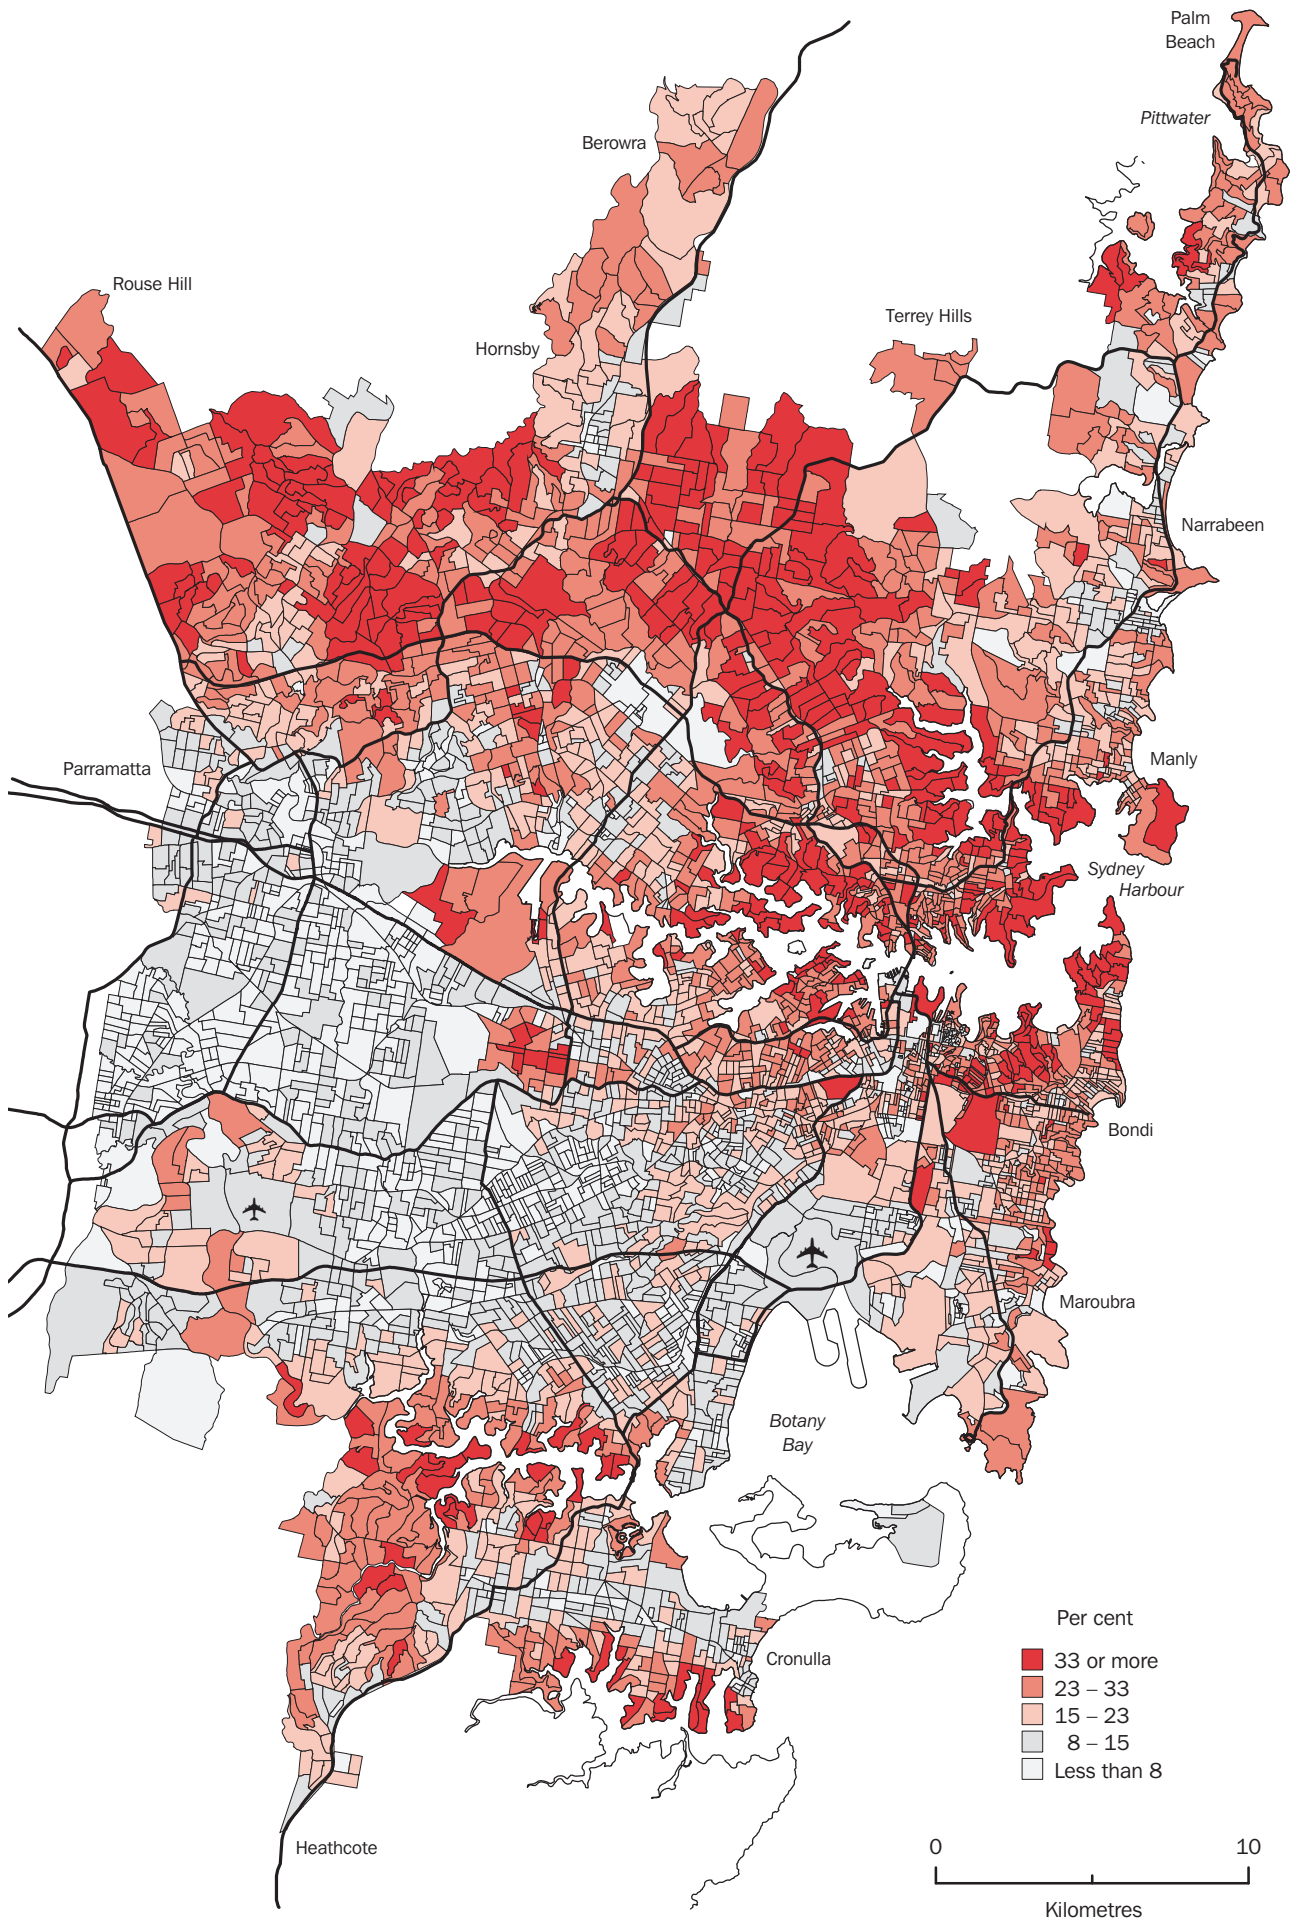 Palm
Beach
Pittwater
Berowra
Rouse Hill
Terrey Hills
Hornsby
Narrabeen
Manly
Parramatta
Sydney
Harbour
Bondi
Maroubra
Botany
Bay
Per cent
33 or more
23 – 33
15 – 23
8 – 15
Less than 8
Cronulla
Heathcote
0 10
Kilometres